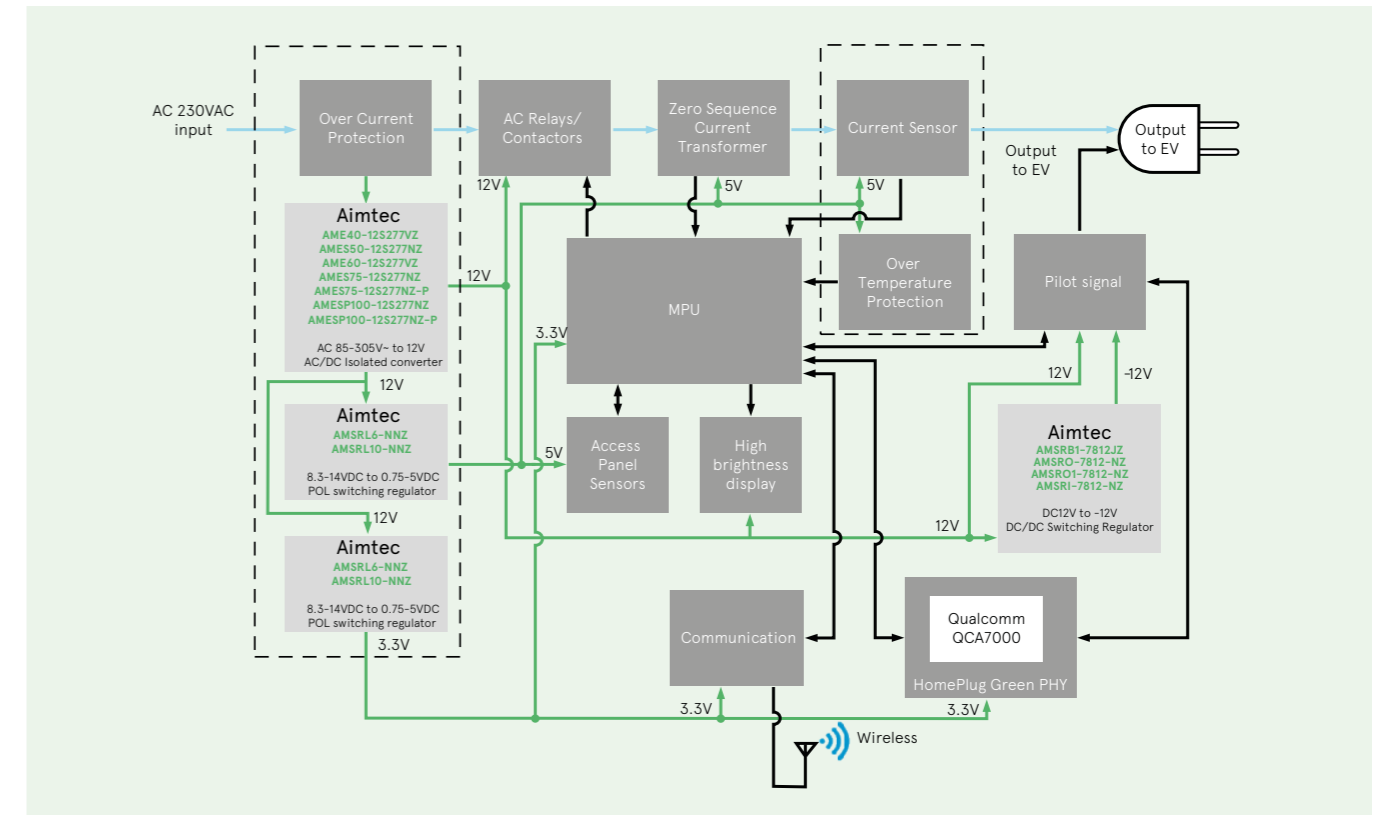 AC 230VAC
input
Over Current
Protection
AC Relays/
Contactors
Zero Sequence
Current
Transformer
Current Sensor
Output
to EV
Output
to EV
12V
5V
5V
Aimtec
AME40-12S277VZ
AMES50-12S277NZ
AME60-12S277VZ
AMES75-12S277NZ
AMES75-12S277NZ-P
AMESP100-12S277NZ
AMESP100-12S277NZ-P
AC 85-305V~ to 12V
AC/DC Isolated converter
12V
MPU
Over
Temperature
Protection
Pilot signal
3.3V
12V
-12V
12V
Aimtec
AMSRL6-NNZ
AMSRL10-NNZ
8.3-14VDC to 0.75-5VDC
POL switching regulator
5V
Access
Panel
Sensors
High
brightness
display
Aimtec
AMSRB1-7812JZ
AMSRO-7812-NZ
AMSRO1-7812-NZ
AMSRI-7812-NZ
DC12V to -12V
DC/DC Switching Regulator
12V
12V
Aimtec
AMSRL6-NNZ
AMSRL10-NNZ
8.3-14VDC to 0.75-5VDC
POL switching regulator
3.3V
Communication
Qualcomm
QCA7000
HomePlug Green PHY
3.3V
3.3V
Wireless